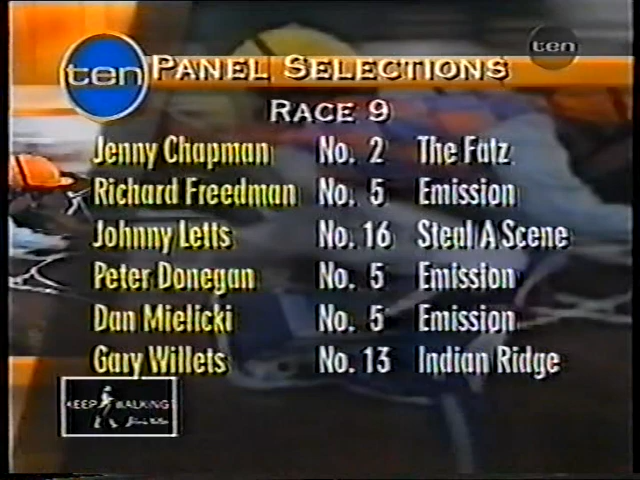 ten PANEL SELECTIONS ten
RACE 9
Jenny Chapman No. 2 The Fatz
Richard Freedman No. 5 Emission
Johnny Letts No. 16 Steal A Scene
Peter Donegan No. 5 Emission
Dan Mielicki No. 5 Emission
Gary Willets No. 13 Indian Ridge
KEEP WALKING
Johnnie Walker